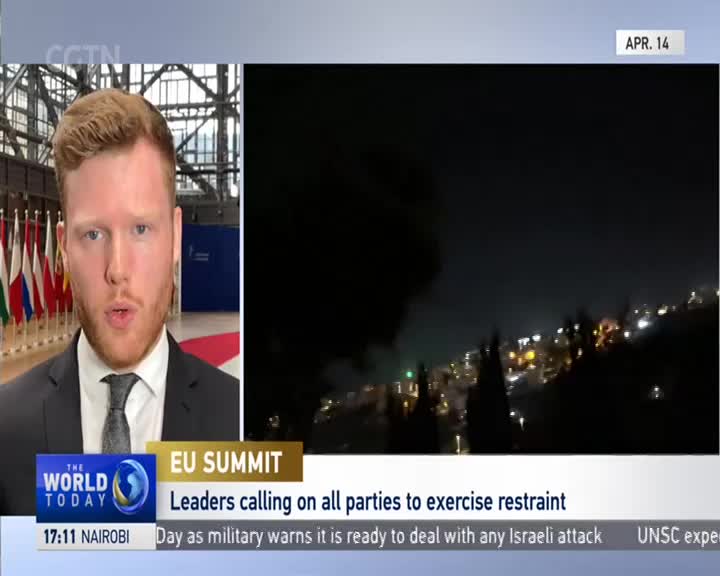 CGTN
APR. 14
EU SUMMIT
THE
WORLD
TODAY
Leaders calling on all parties to exercise restraint
17:11 NAIROBI
Day as military warns it is ready to deal with any Israeli attack UNSC expe